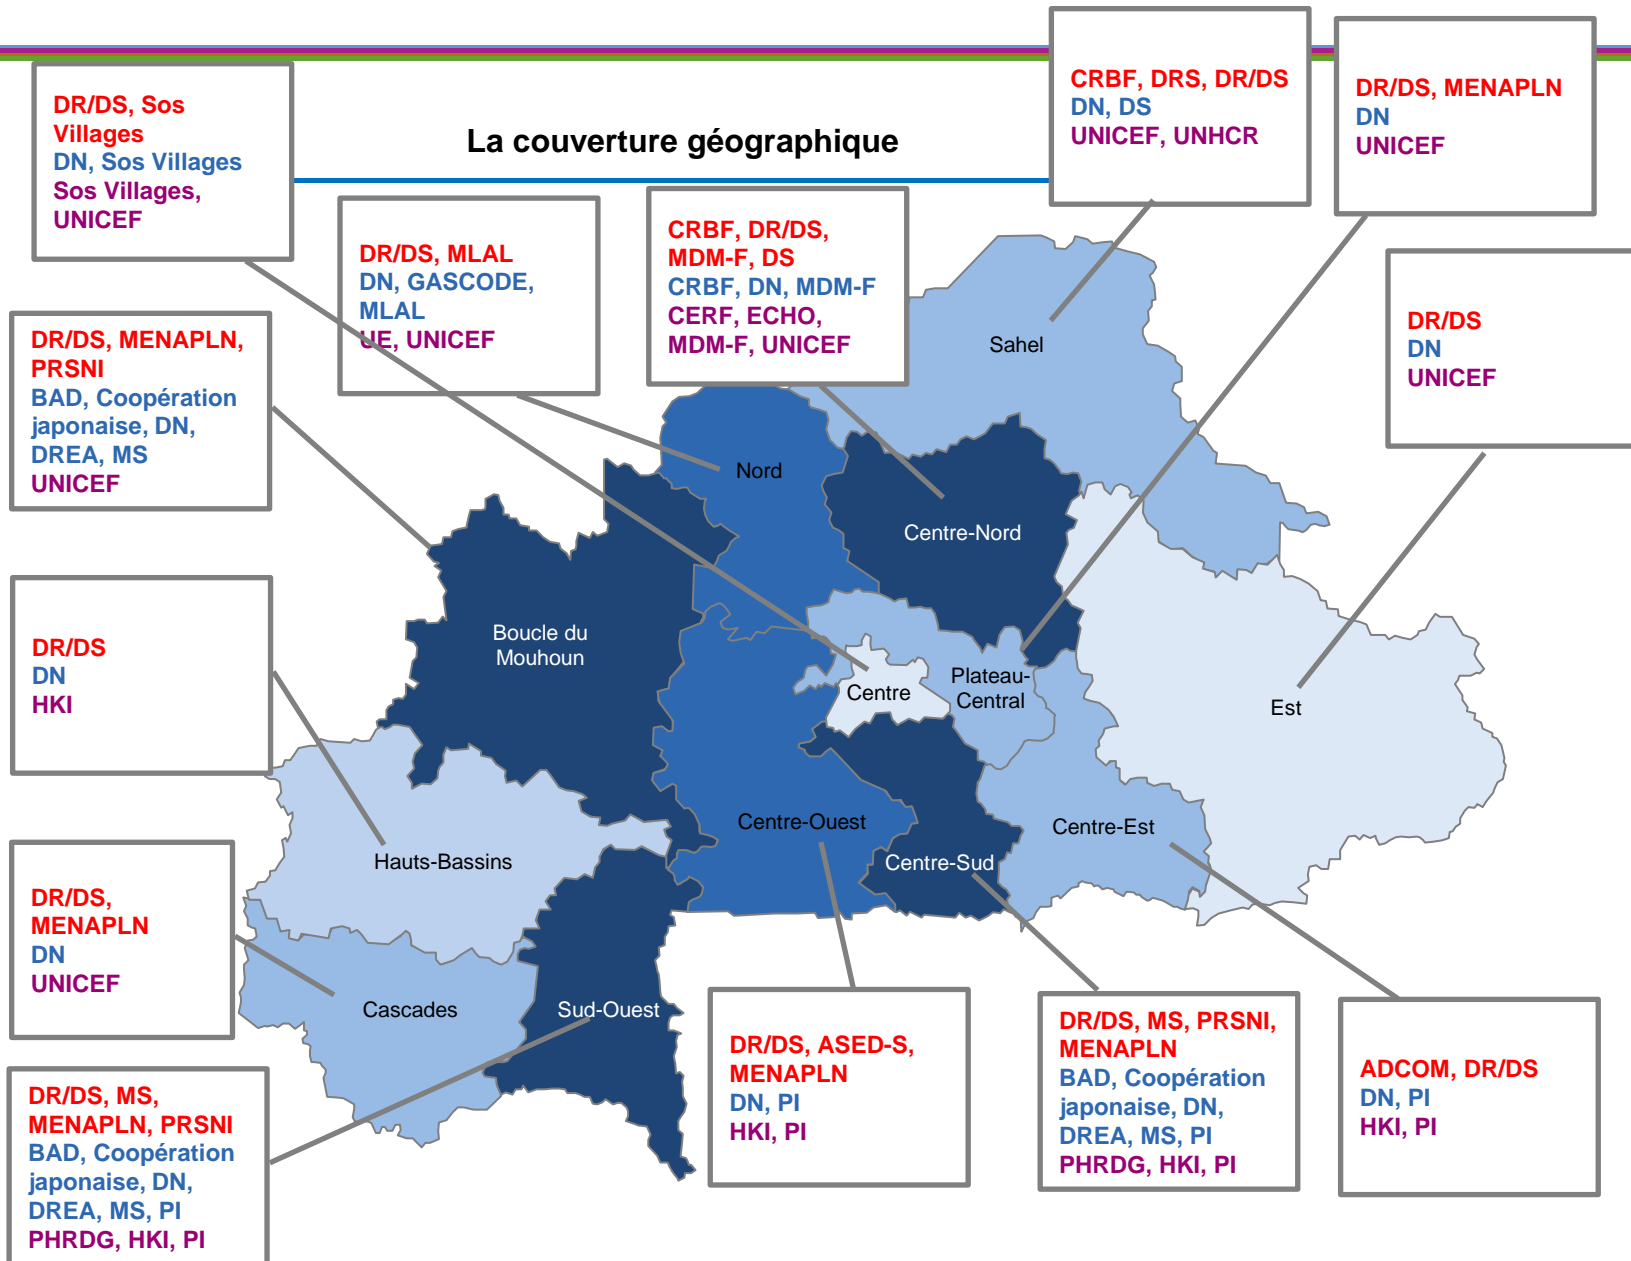 La couverture géographique
DR/DS, Sos
Villages
DN, Sos Villages
Sos Villages,
UNICEF
DR/DS, MLAL
DN, GASCODE,
MLAL
UE, UNICEF
CRBF, DR/DS,
MDM-F, DS
CRBF, DN, MDM-F
CERF, ECHO,
MDM-F, UNICEF
CRBF, DRS, DR/DS
DN, DS
UNICEF, UNHCR
DR/DS, MENAPLN
DN
UNICEF
DR/DS
DN
UNICEF
DR/DS, MENAPLN,
PRSNI
BAD, Coopération
japonaise, DN,
DREA, MS
UNICEF
DR/DS
DN
HKI
DR/DS,
MENAPLN
DN
UNICEF
DR/DS, MS,
MENAPLN, PRSNI
BAD, Coopération
japonaise, DN,
DREA, MS, PI
PHRDG, HKI, PI
DR/DS, ASED-S,
MENAPLN
DN, PI
HKI, PI
DR/DS, MS, PRSNI,
MENAPLN
BAD, Coopération
japonaise, DN,
DREA, MS, PI
PHRDG, HKI, PI
ADCOM, DR/DS
DN, PI
HKI, PI
Sahel
Nord
Centre-Nord
Boucle du
Mouhoun
Plateau-
Central
Centre
Est
Centre-Ouest
Centre-Est
Centre-Sud
Hauts-Bassins
Cascades
Sud-Ouest